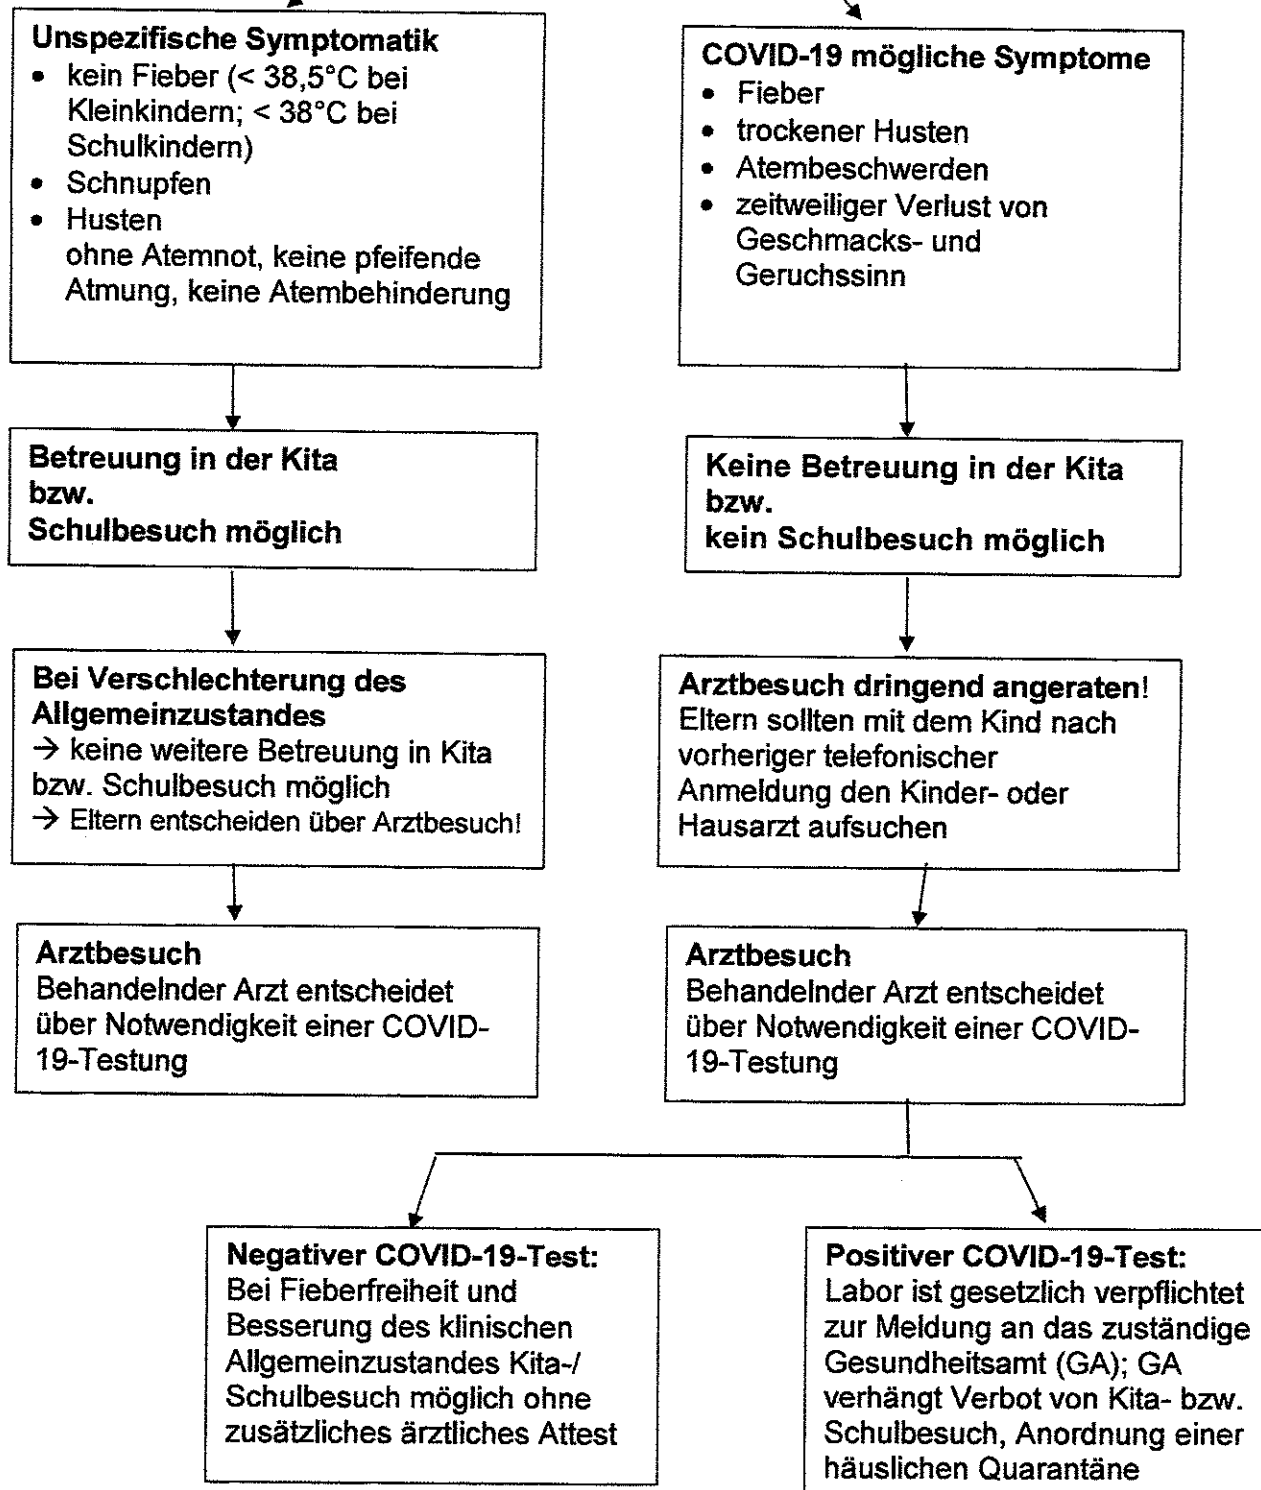 Unspezifische Symptomatik
• kein Fieber (< 38,5°C bei
Kleinkindern; < 38°C bei
Schulkindern)
• Schnupfen
• Husten
ohne Atemnot, keine pfeifende
Atmung, keine Atembehinderung
COVID-19 mögliche Symptome
• Fieber
• trockener Husten
• Atembeschwerden
• zeitweiliger Verlust von
Geschmacks- und
Geruchssinn
Betreuung in der Kita
bzw.
Schulbesuch möglich
Keine Betreuung in der Kita
bzw.
kein Schulbesuch möglich
Bei Verschlechterung des
Allgemeinzustandes
→ keine weitere Betreuung in Kita
bzw. Schulbesuch möglich
→ Eltern entscheiden über Arztbesuch!
Arztbesuch dringend angeraten!
Eltern sollten mit dem Kind nach
vorheriger telefonischer
Anmeldung den Kinder- oder
Hausarzt aufsuchen
Arztbesuch
Behandelnder Arzt entscheidet
über Notwendigkeit einer COVID-
19-Testung
Arztbesuch
Behandelnder Arzt entscheidet
über Notwendigkeit einer COVID-
19-Testung
Negativer COVID-19-Test:
Bei Fieberfreiheit und
Besserung des klinischen
Allgemeinzustandes Kita-/
Schulbesuch möglich ohne
zusätzliches ärztliches Attest
Positiver COVID-19-Test:
Labor ist gesetzlich verpflichtet
zur Meldung an das zuständige
Gesundheitsamt (GA); GA
verhängt Verbot von Kita- bzw.
Schulbesuch, Anordnung einer
häuslichen Quarantäne